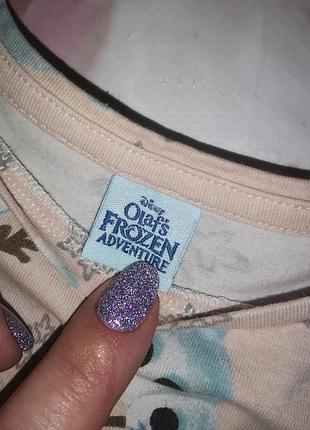 Disney
Olaf's
FROZEN
ADVENTURE